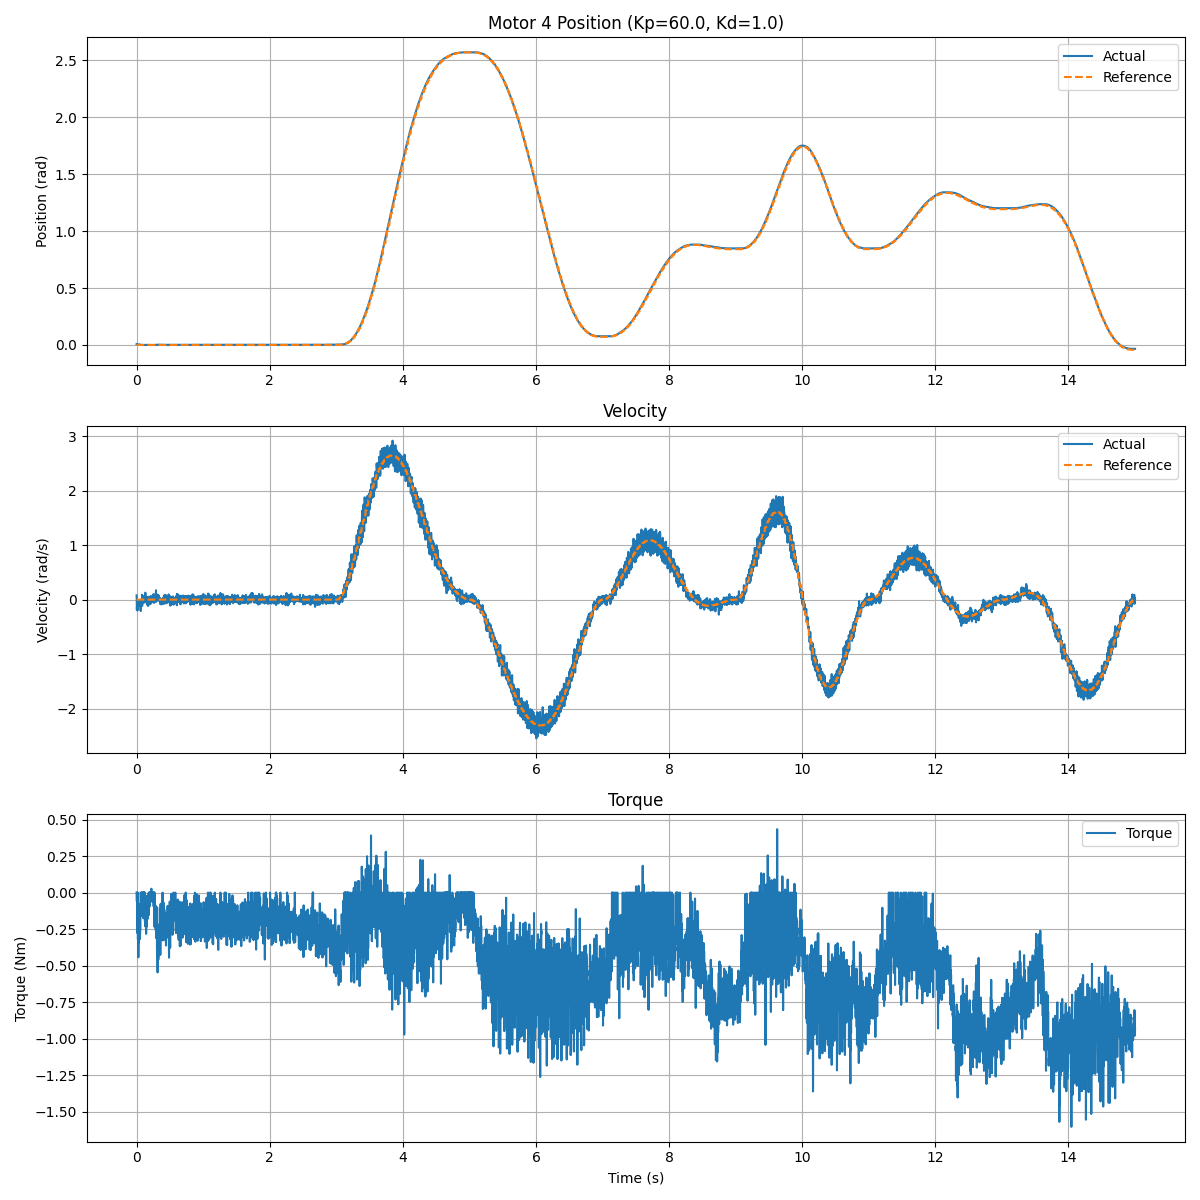 Motor 4 Position (Kp=60.0, Kd=1.0)
Actual
Reference
2.5
2.0
1.5
1.0
0.5
0.0
Position (rad)
0 2 4 6 8 10 12 14
Velocity
Actual
Reference
3
2
1
0
−1
−2
Velocity (rad/s)
0 2 4 6 8 10 12 14
Torque
Torque
0.50
0.25
0.00
−0.25
−0.50
−0.75
−1.00
−1.25
−1.50
Torque (Nm)
0 2 4 6 8 10 12 14
Time (s)